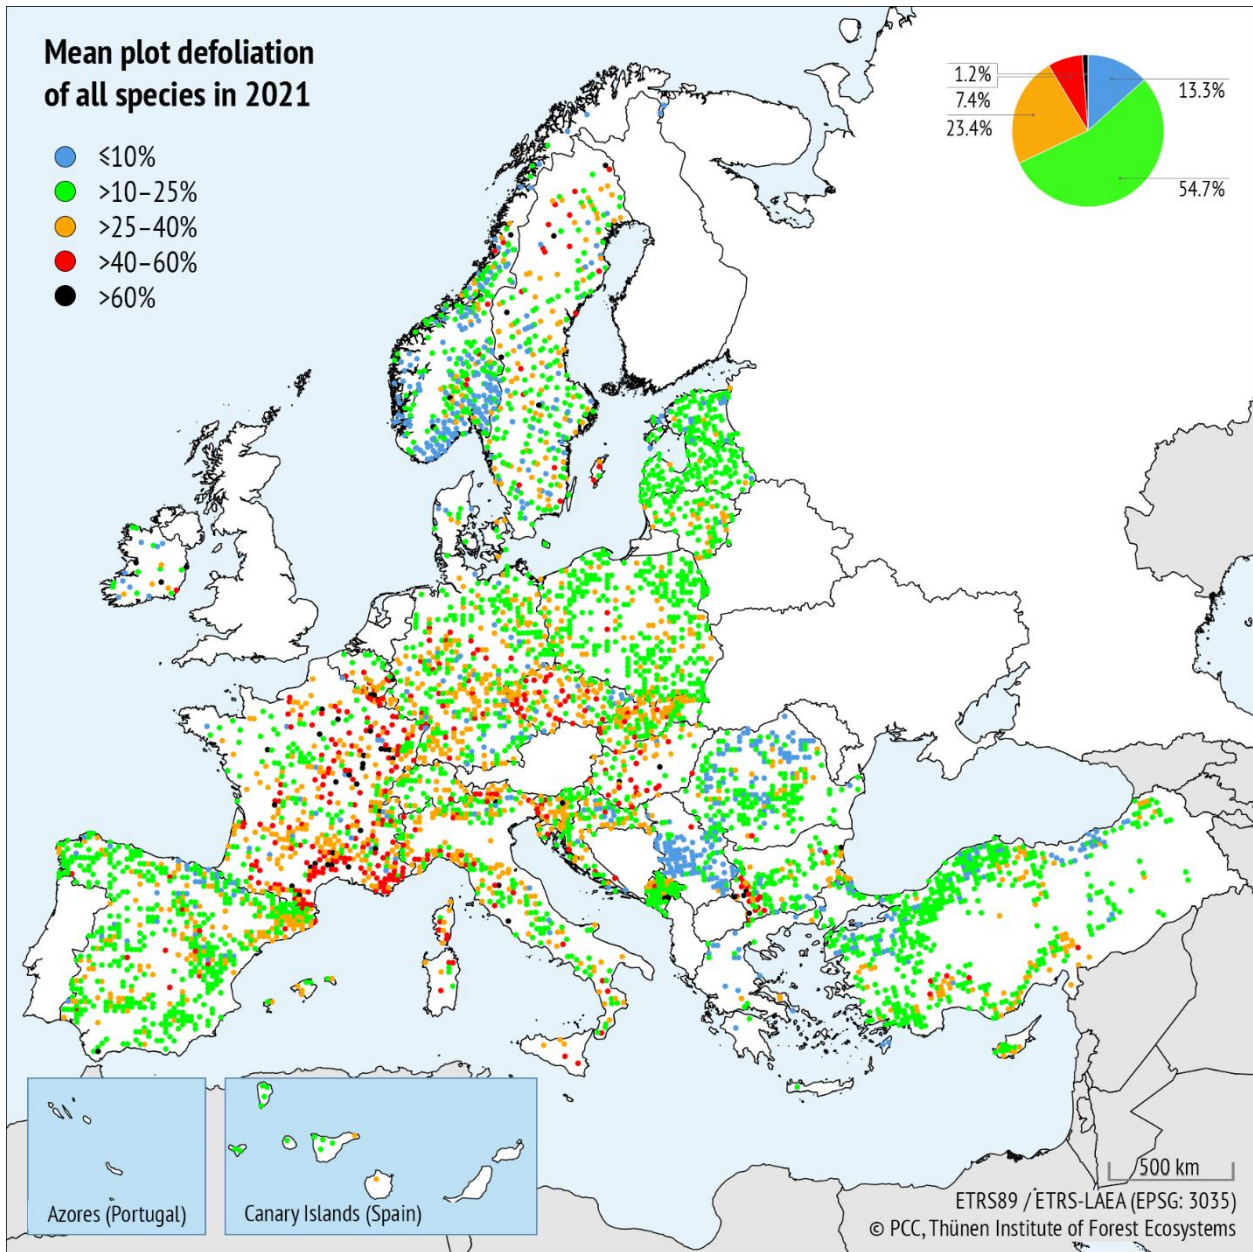 Mean plot defoliation
of all species in 2021
≤10%
>10–25%
>25–40%
>40–60%
>60%
1.2%
7.4%
23.4%
13.3%
54.7%
Azores (Portugal)
Canary Islands (Spain)
500 km
ETRS89 / ETRS-LAEA (EPSG: 3035)
© PCC, Thünen Institute of Forest Ecosystems